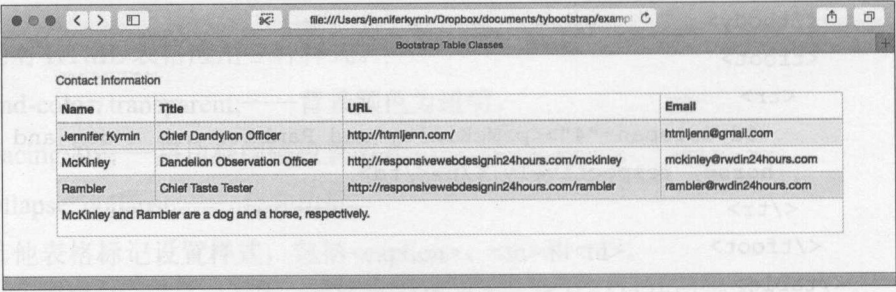 file:///Users/jenniferkymin/Dropbox/documents/tybootstrap/examp
Bootstrap Table Classes
Contact Information
Name Title URL Email
Jennifer Kymin Chief Dandylion Officer http://htmljenn.com/ htmljenn@gmail.com
McKinley Dandelion Observation Officer http://responsivewebdesignin24hours.com/mckinley mckinley@rwdin24hours.com
Rambler Chief Taste Tester http://responsivewebdesignin24hours.com/rambler rambler@rwdin24hours.com
McKinley and Rambler are a dog and a horse, respectively.